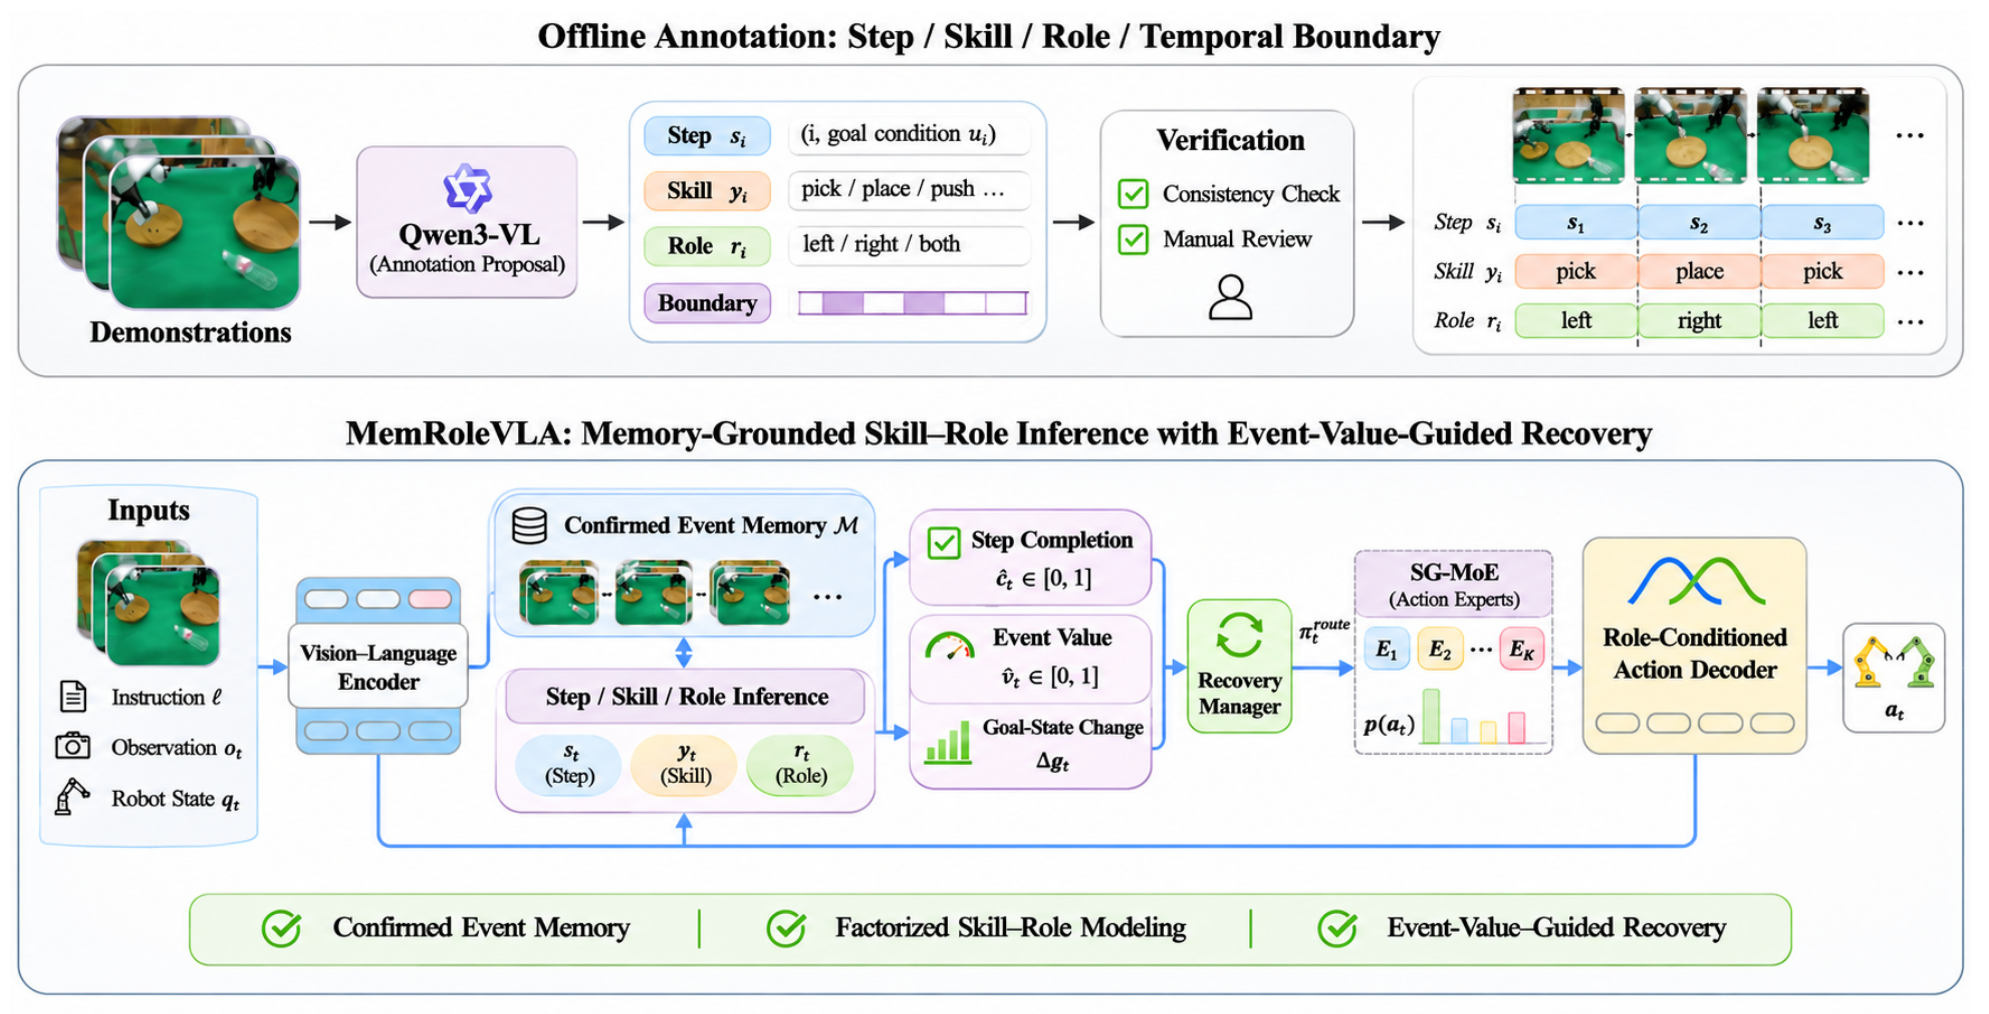 Offline Annotation: Step / Skill / Role / Temporal Boundary
Demonstrations
Qwen3-VL
(Annotation Proposal)
Step s_i (i, goal condition u_i)
Skill y_i pick / place / push …
Role r_i left / right / both
Boundary
Verification
Consistency Check
Manual Review
…
Step s_i s_1 s_2 s_3 …
Skill y_i pick place pick …
Role r_i left right left …
MemRoleVLA: Memory-Grounded Skill–Role Inference with Event-Value-Guided Recovery
Inputs
Instruction ℓ
Observation o_t
Robot State q_t
Vision–Language
Encoder
Confirmed Event Memory ℳ
…
Step / Skill / Role Inference
s_t y_t r_t
(Step) (Skill) (Role)
Step Completion
ĉ_t ∈ [0, 1]
Event Value
v̂_t ∈ [0, 1]
Goal-State Change
Δg_t
Recovery
Manager
π_t^route
SG-MoE
(Action Experts)
E_1 E_2 … E_K
p(a_t)
Role-Conditioned
Action Decoder
a_t
Confirmed Event Memory | Factorized Skill–Role Modeling | Event-Value–Guided Recovery